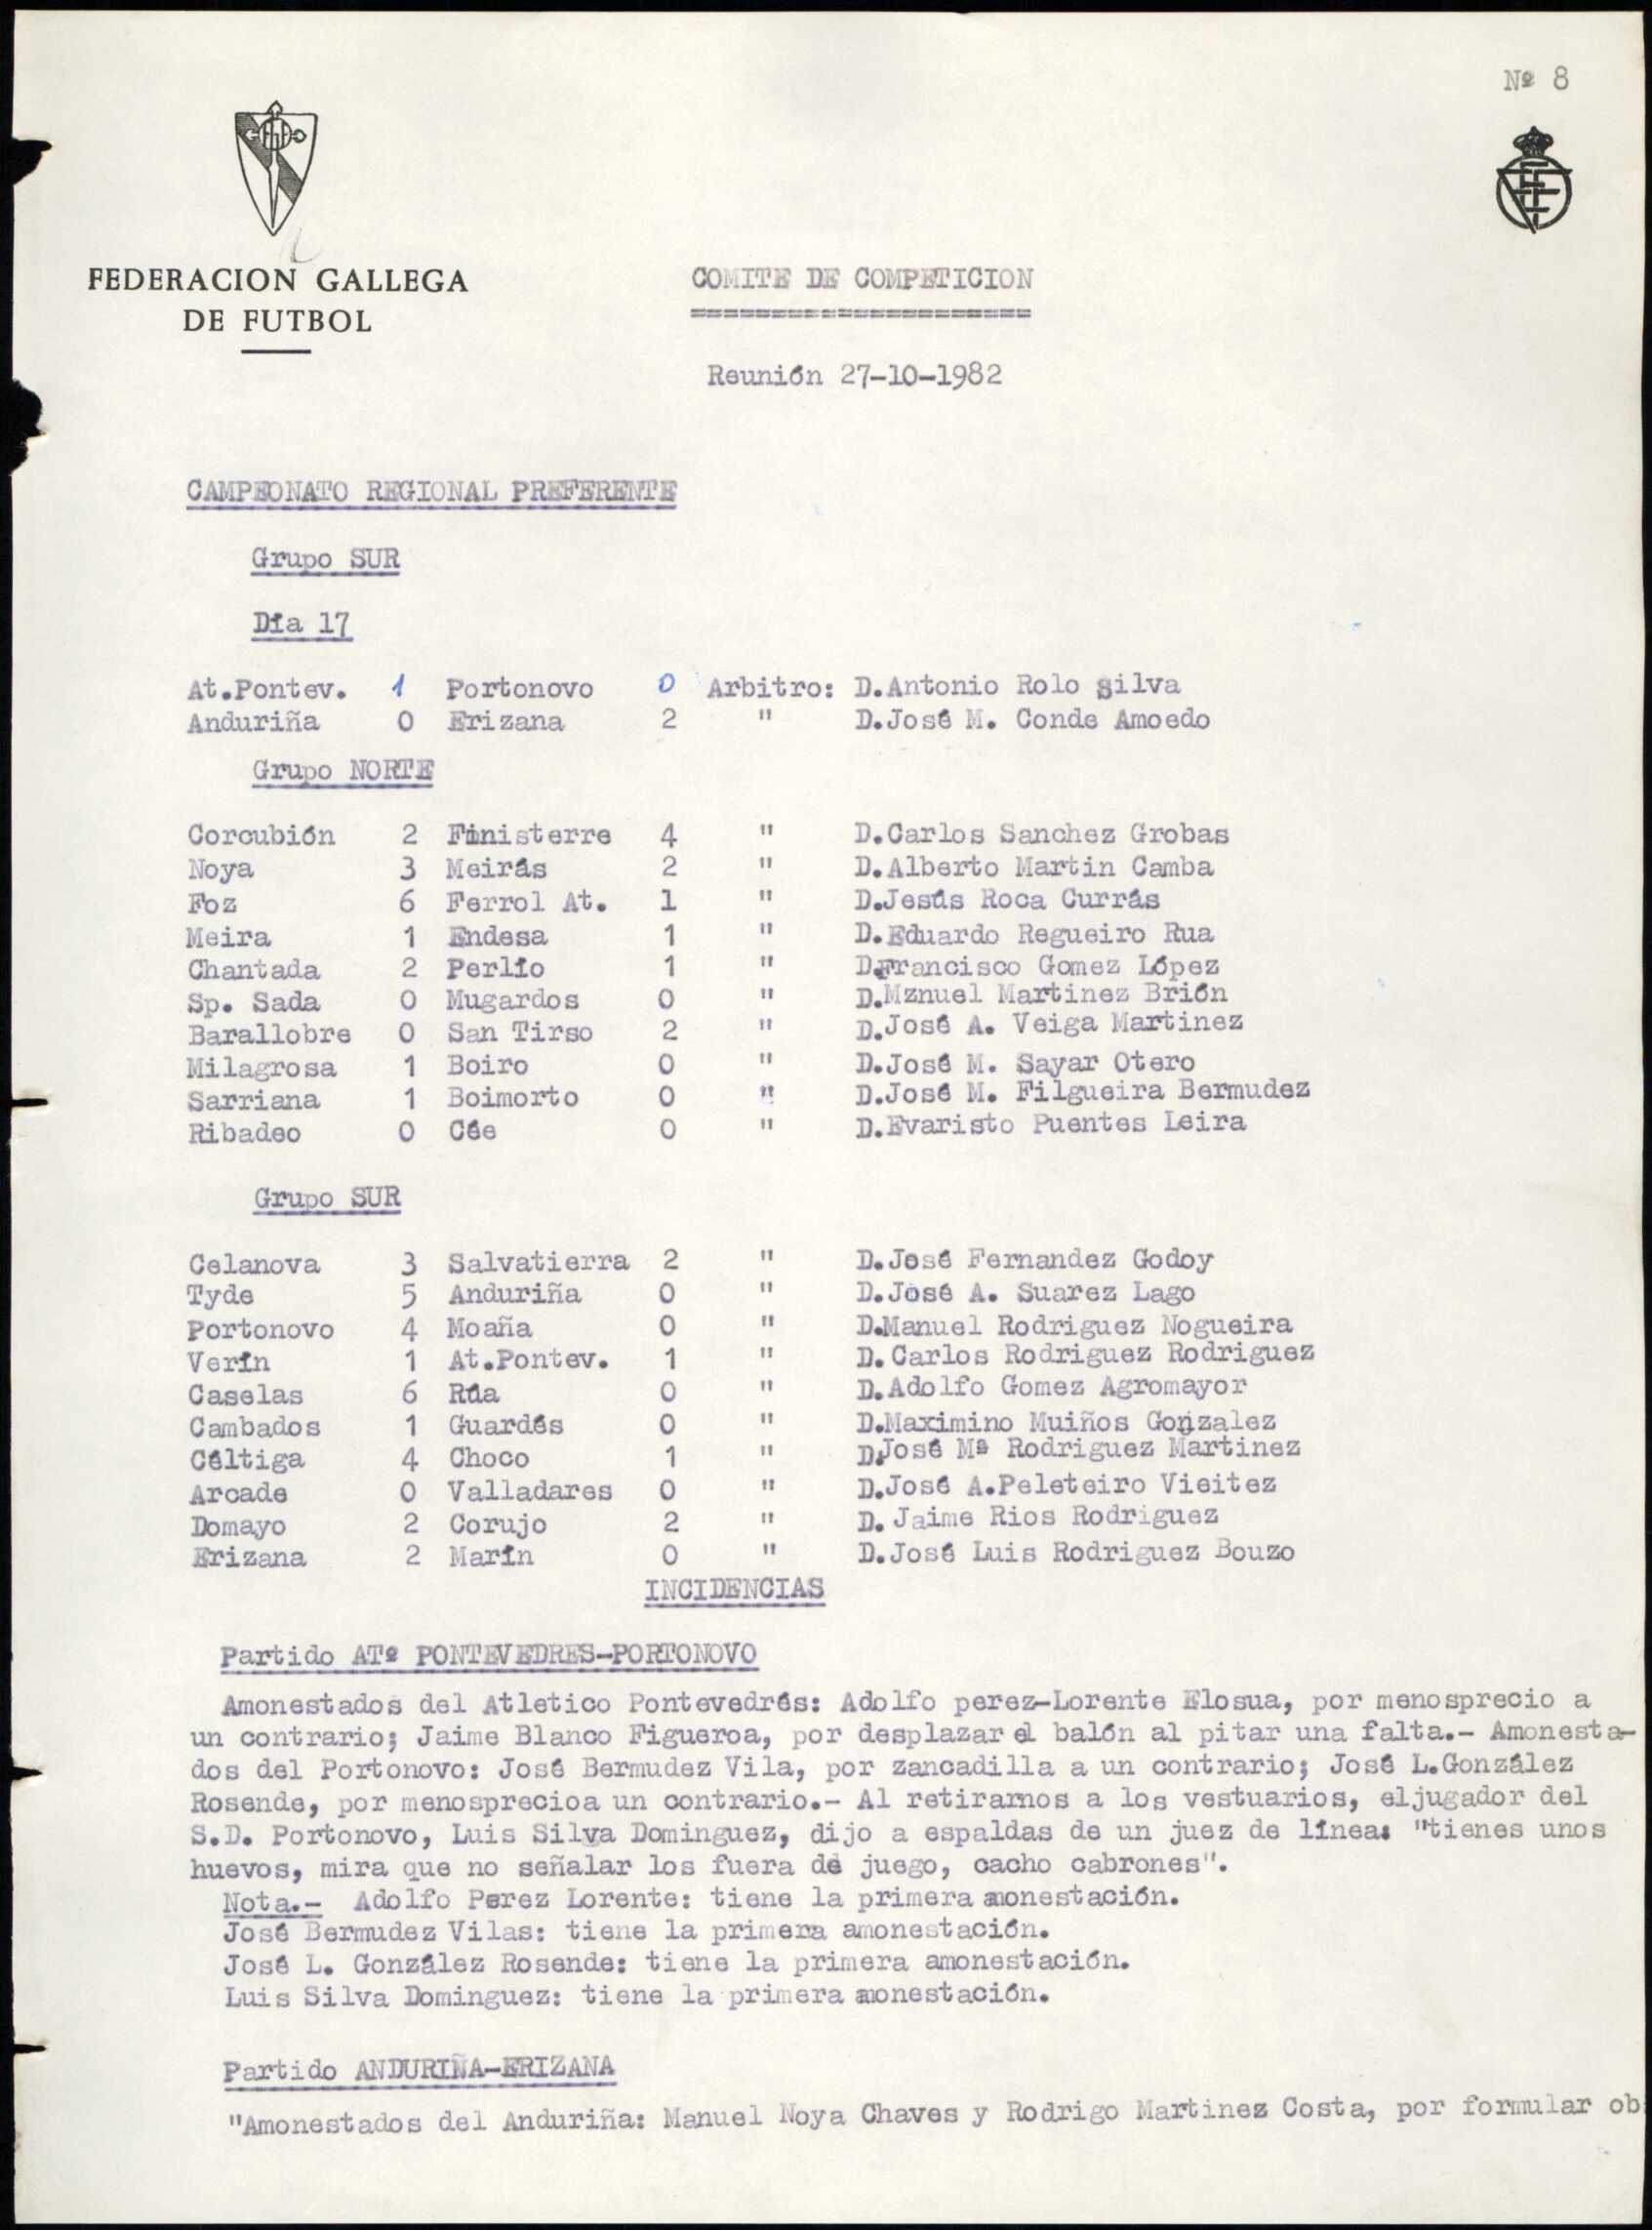 Nº 8
FEDERACION GALLEGA
DE FUTBOL
COMITE DE COMPETICION
=====================
Reunión 27-10-1982
CAMPEONATO REGIONAL PREFERENTE
Grupo SUR
Día 17
At.Pontev. 1 Portonovo 0 Arbitro: D.Antonio Rolo Silva
Anduriña 0 Erizana 2 " D.José M. Conde Amoedo
Grupo NORTE
Corcubión 2 Finisterre 4 " D.Carlos Sanchez Grobas
Noya 3 Meirás 2 " D.Alberto Martin Camba
Foz 6 Ferrol At. 1 " D.Jesús Roca Currás
Meira 1 Endesa 1 " D.Eduardo Regueiro Rua
Chantada 2 Perlío 1 " D.Francisco Gomez López
Sp. Sada 0 Mugardos 0 " D.Mznuel Martinez Brión
Barallobre 0 San Tirso 2 " D.José A. Veiga Martinez
Milagrosa 1 Boiro 0 " D.José M. Sayar Otero
Sarriana 1 Boimorto 0 " D.José M. Filgueira Bermudez
Ribadeo 0 Cée 0 " D.Evaristo Puentes Leira
Grupo SUR
Celanova 3 Salvatierra 2 " D.José Fernandez Godoy
Tyde 5 Anduriña 0 " D.José A. Suarez Lago
Portonovo 4 Moaña 0 " D.Manuel Rodriguez Nogueira
Verín 1 At.Pontev. 1 " D.Carlos Rodriguez Rodriguez
Caselas 6 Rúa 0 " D.Adolfo Gomez Agromayor
Cambados 1 Guardés 0 " D.Maximino Muiños Gonzalez
Céltiga 4 Choco 1 " D.José Mª Rodriguez Martinez
Arcade 0 Valladares 0 " D.José A.Peleteiro Vieitez
Domayo 2 Corujo 2 " D. Jaime Rios Rodriguez
Erizana 2 Marín 0 " D.José Luis Rodriguez Bouzo
INCIDENCIAS
Partido ATº PONTEVEDRES-PORTONOVO
Amonestados del Atletico Pontevedrés: Adolfo perez-Lorente Elosua, por menosprecio a
un contrario; Jaime Blanco Figueroa, por desplazar el balón al pitar una falta.- Amonesta-
dos del Portonovo: José Bermudez Vila, por zancadilla a un contrario; José L.González
Rosende, por menosprecioa un contrario.- Al retirarnos a los vestuarios, eljugador del
S.D. Portonovo, Luis Silva Dominguez, dijo a espaldas de un juez de línea: "tienes unos
huevos, mira que no señalar los fuera de juego, cacho cabrones".
Nota.- Adolfo Perez Lorente: tiene la primera amonestación.
José Bermudez Vilas: tiene la primera amonestación.
José L. González Rosende: tiene la primera amonestación.
Luis Silva Dominguez: tiene la primera amonestación.
Partido ANDURIÑA-ERIZANA
"Amonestados del Anduriña: Manuel Noya Chaves y Rodrigo Martinez Costa, por formular ob